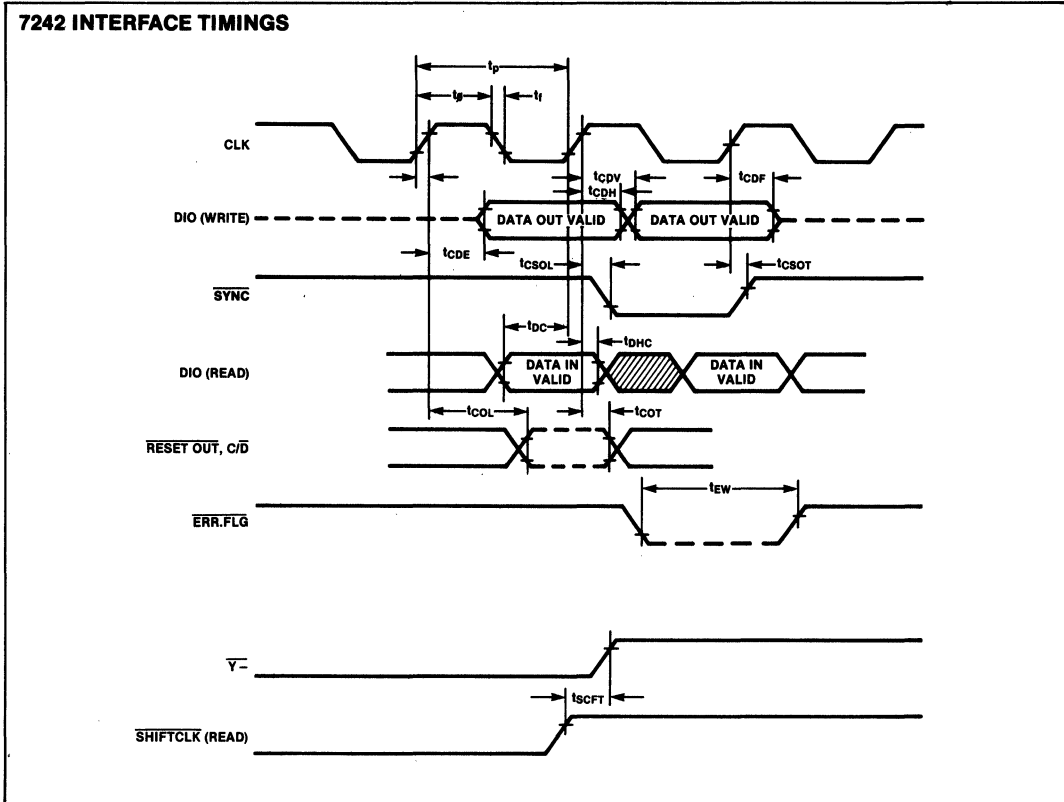 7242 INTERFACE TIMINGS
tp
tø
tf
CLK
tCDV
tCDH
tCDF
DIO (WRITE)
DATA OUT VALID
DATA OUT VALID
tCDE
tCSOL
tCSOT
SYNC
tDC
tDHC
DIO (READ)
DATA IN
VALID
DATA IN
VALID
tCOL
tCOT
RESET OUT, C/D
tEW
ERR.FLG
Y–
tSCFT
SHIFTCLK (READ)